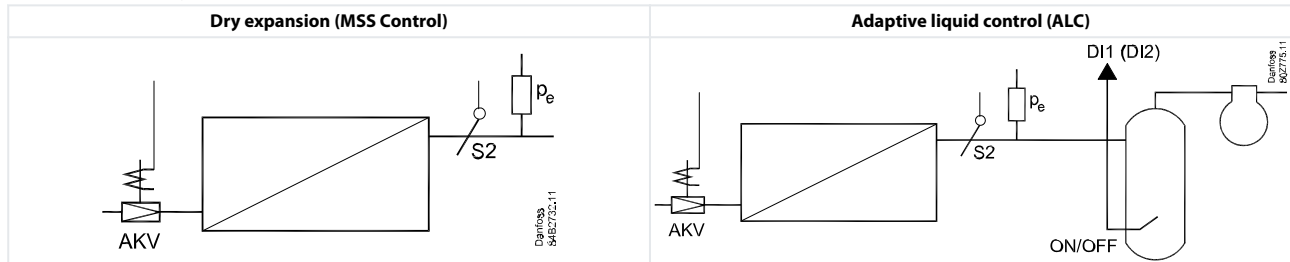 Dry expansion (MSS Control)
Adaptive liquid control (ALC)
AKV
S2
pe
Danfoss
84B2732.11
AKV
S2
pe
DI1 (DI2)
ON/OFF
Danfoss
80Z775.11